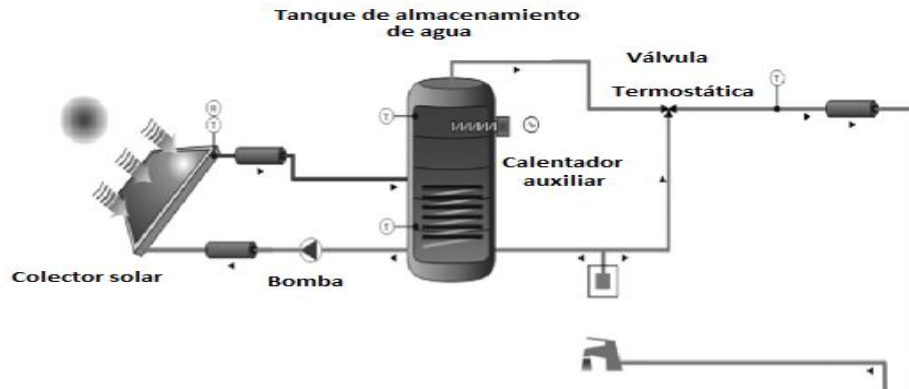 Tanque de almacenamiento
de agua
Válvula
Termostática
T
R
T
T
Calentador
auxiliar
T
Colector solar
Bomba